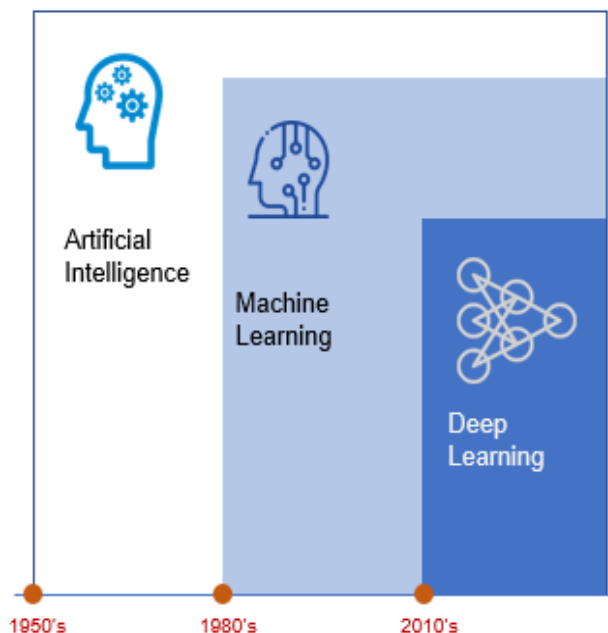 Artificial
Intelligence
Machine
Learning
Deep
Learning
1950's
1980's
2010's